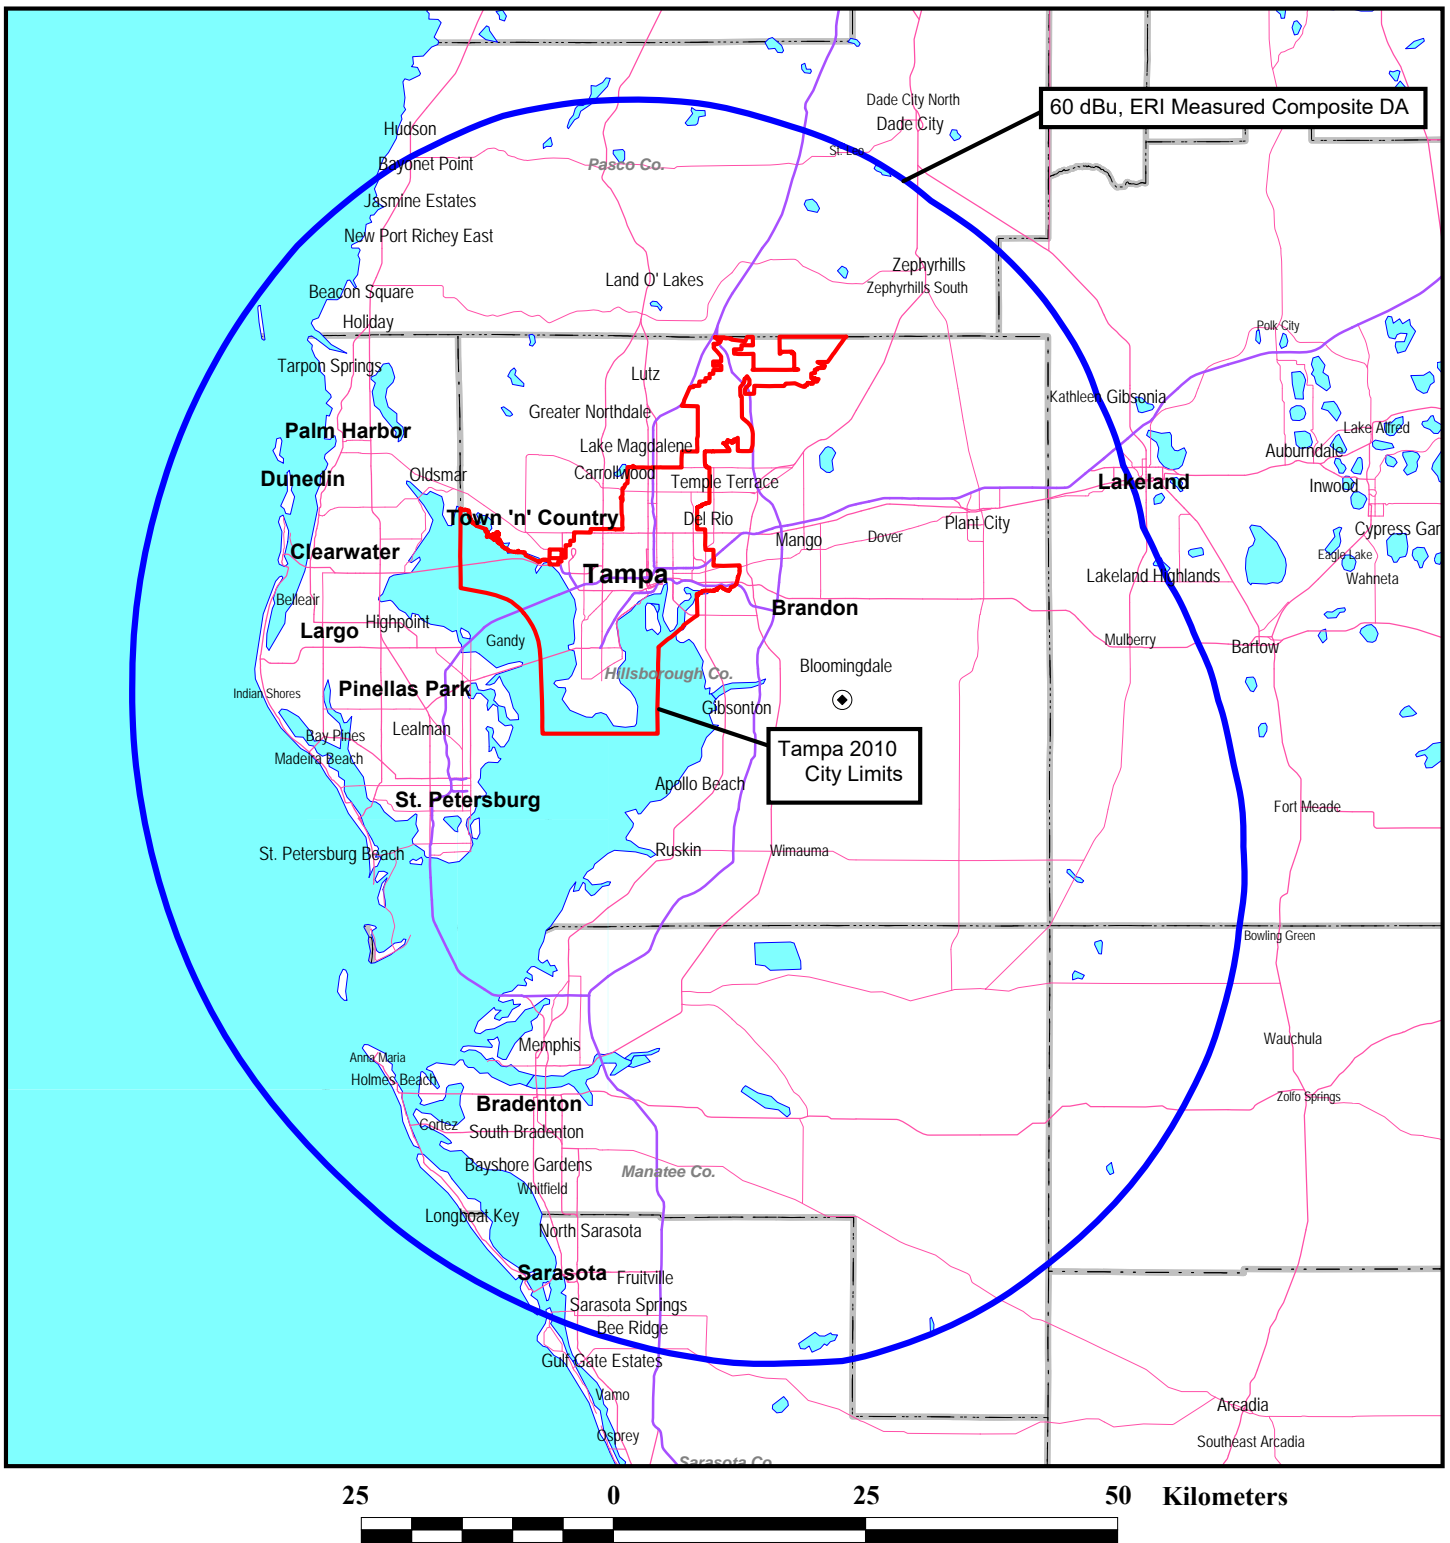 Dade City North
60 dBu, ERI Measured Composite DA
Dade City
Hudson
St. Leo
Bayonet Point
Pasco Co.
Jasmine Estates
New Port Richey East
Zephyrhills
Land O' Lakes
Zephyrhills South
Beacon Square
Holiday
Polk City
Tarpon Springs
Lutz
Kathleen
Gibsonia
Greater Northdale
Lake Alfred
Palm Harbor
Lake Magdalene
Auburndale
Carrollwood
Oldsmar
Dunedin
Temple Terrace
Lakeland
Inwood
Town 'n' Country
Del Rio
Plant City
Cypress Gar
Mango
Dover
Clearwater
Eagle Lake
Tampa
Lakeland Highlands
Wahneta
Belleair
Brandon
Highpoint
Largo
Gandy
Mulberry
Bartow
Bloomingdale
Hillsborough Co.
Pinellas Park
Indian Shores
Gibsonton
Lealman
Bay Pines
Tampa 2010
City Limits
Madeira Beach
Apollo Beach
St. Petersburg
Fort Meade
St. Petersburg Beach
Ruskin
Wimauma
Bowling Green
Wauchula
Memphis
Anna Maria
Holmes Beach
Zolfo Springs
Bradenton
Cortez
South Bradenton
Bayshore Gardens
Manatee Co.
Whitfield
Longboat Key
North Sarasota
Sarasota
Fruitville
Sarasota Springs
Bee Ridge
Gulf Gate Estates
Vamo
Arcadia
Osprey
Southeast Arcadia
Sarasota Co.
25 0 25 50 Kilometers